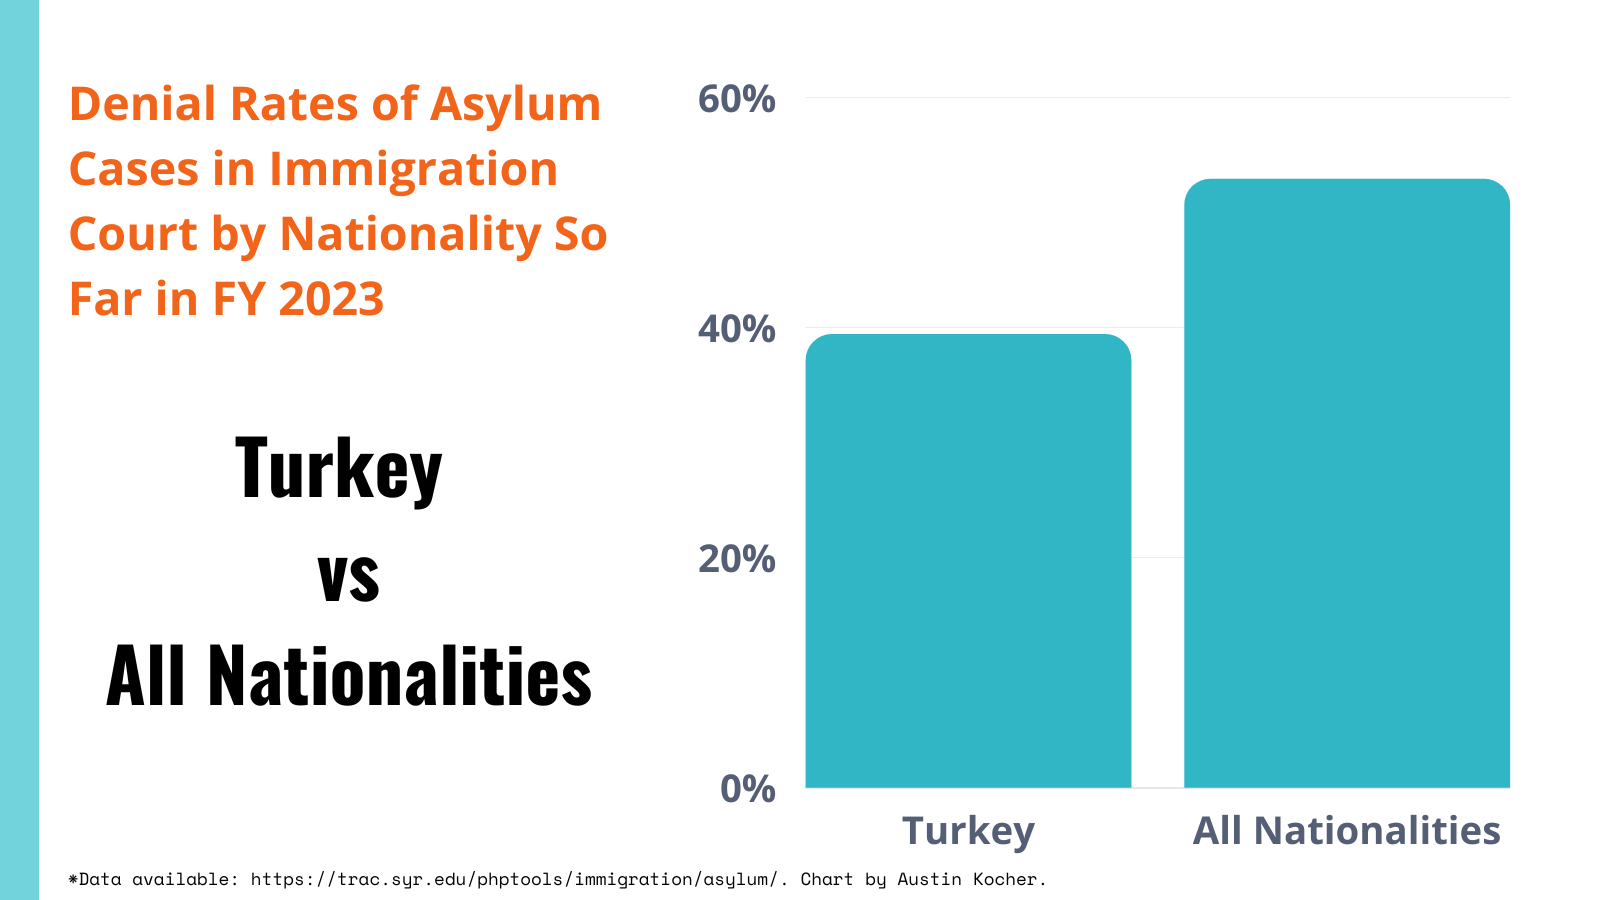 Denial Rates of Asylum
Cases in Immigration
Court by Nationality So
Far in FY 2023
Turkey
vs
All Nationalities
60%
40%
20%
0%
Turkey
All Nationalities
*Data available: https://trac.syr.edu/phptools/immigration/asylum/. Chart by Austin Kocher.